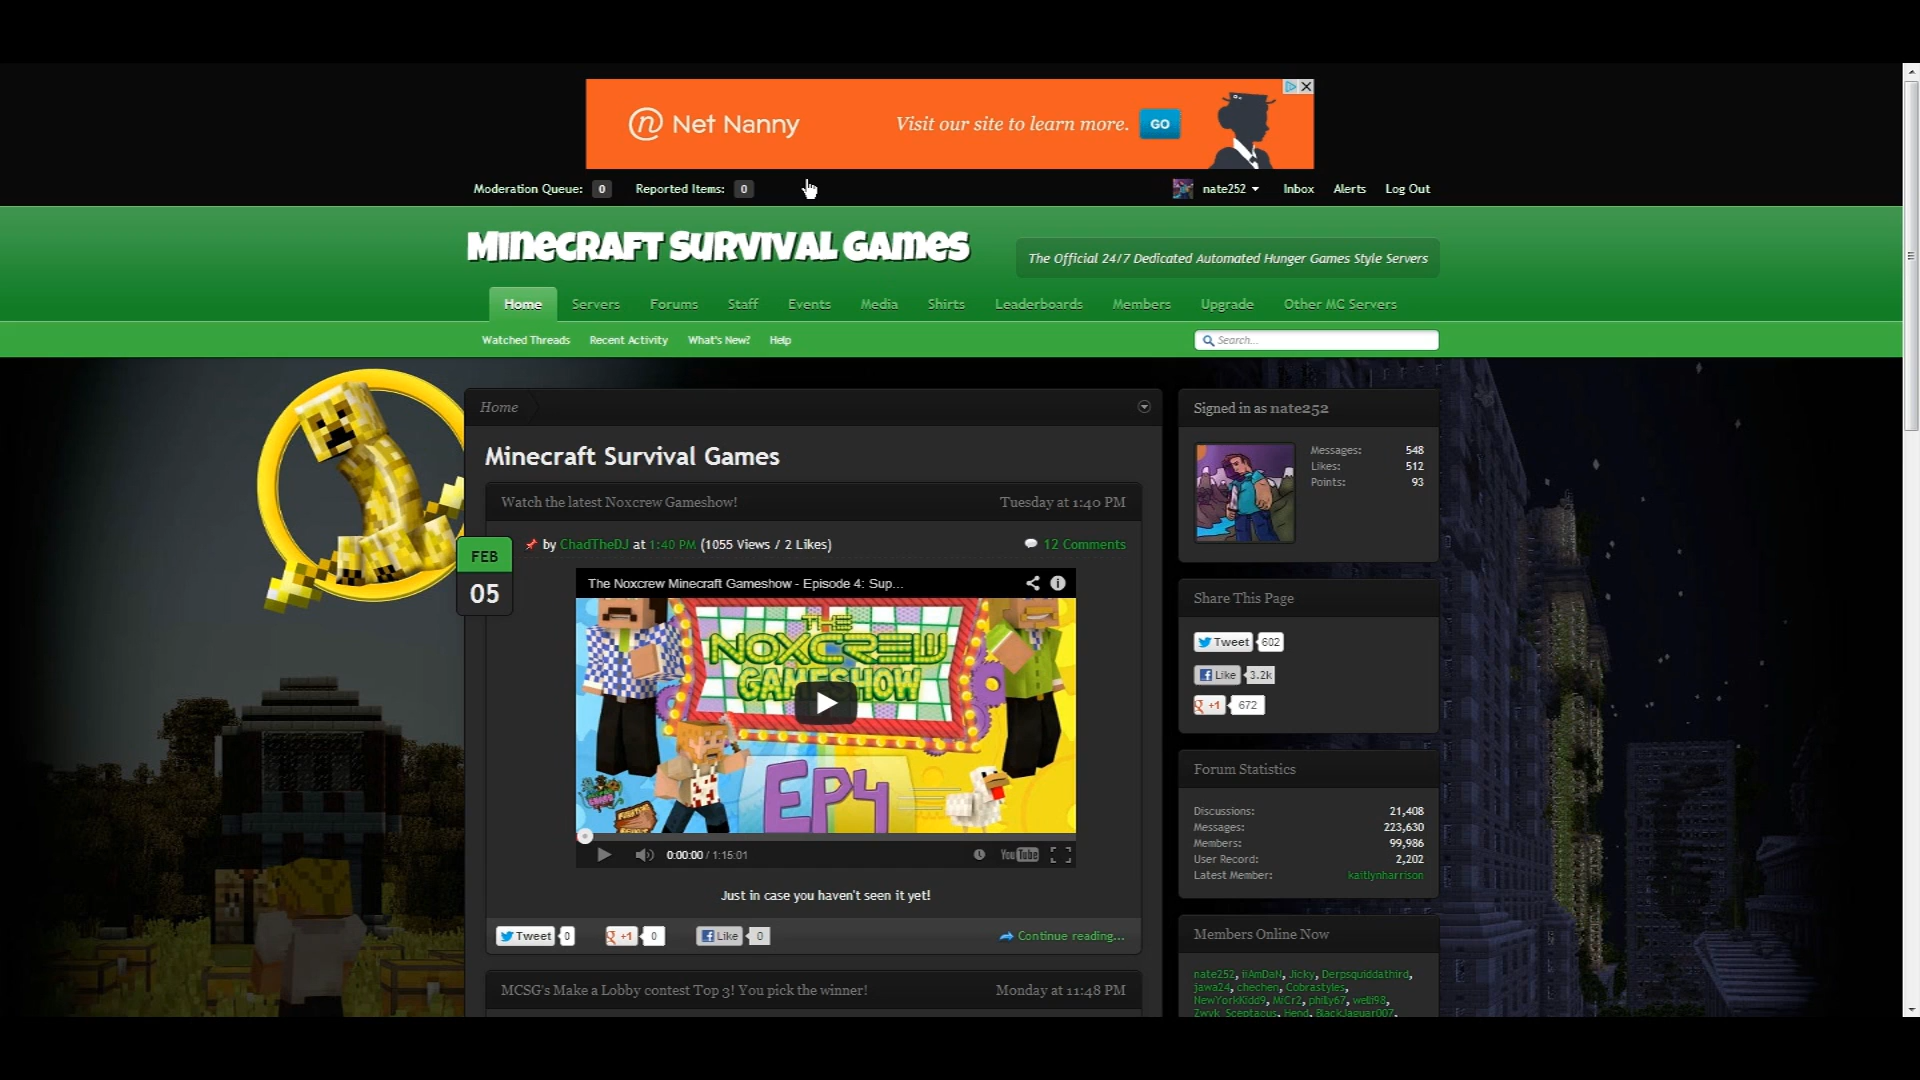 Net Nanny
Visit our site to learn more. GO
Moderation Queue: 0 Reported Items: 0
nate252 Inbox Alerts Log Out
Minecraft Survival Games
The Official 24/7 Dedicated Automated Hunger Games Style Servers
Home Servers Forums Staff Events Media Shirts Leaderboards Members Upgrade Other MC Servers
Watched Threads Recent Activity What's New? Help
Search...
Home
Minecraft Survival Games
Watch the latest Noxcrew Gameshow! Tuesday at 1:40 PM
FEB
05
by ChadTheDJ at 1:40 PM (1055 Views / 2 Likes) 12 Comments
The Noxcrew Minecraft Gameshow - Episode 4: Sup...
THE
NOXCREW
GAMESHOW
EP4
0:00:00 / 1:15:01 YouTube
Just in case you haven't seen it yet!
Tweet 0 +1 0 Like 0 Continue reading...
MCSG's Make a Lobby contest Top 3! You pick the winner! Monday at 11:48 PM
Signed in as nate252
Messages: 548
Likes: 512
Points: 93
Share This Page
Tweet 602
Like 3.2k
+1 672
Forum Statistics
Discussions: 21,408
Messages: 223,630
Members: 99,986
User Record: 2,202
Latest Member: kaitlynharrison
Members Online Now
nate252, iiAmDaN, Jicky, Derpsquiddathird,
jawa24, chechen, Cobrastyles,
NewYorkKidd9, MiCr2, philly67, welli98,
Zwyk, Sceptacus, Hend, BlackJaguar007,